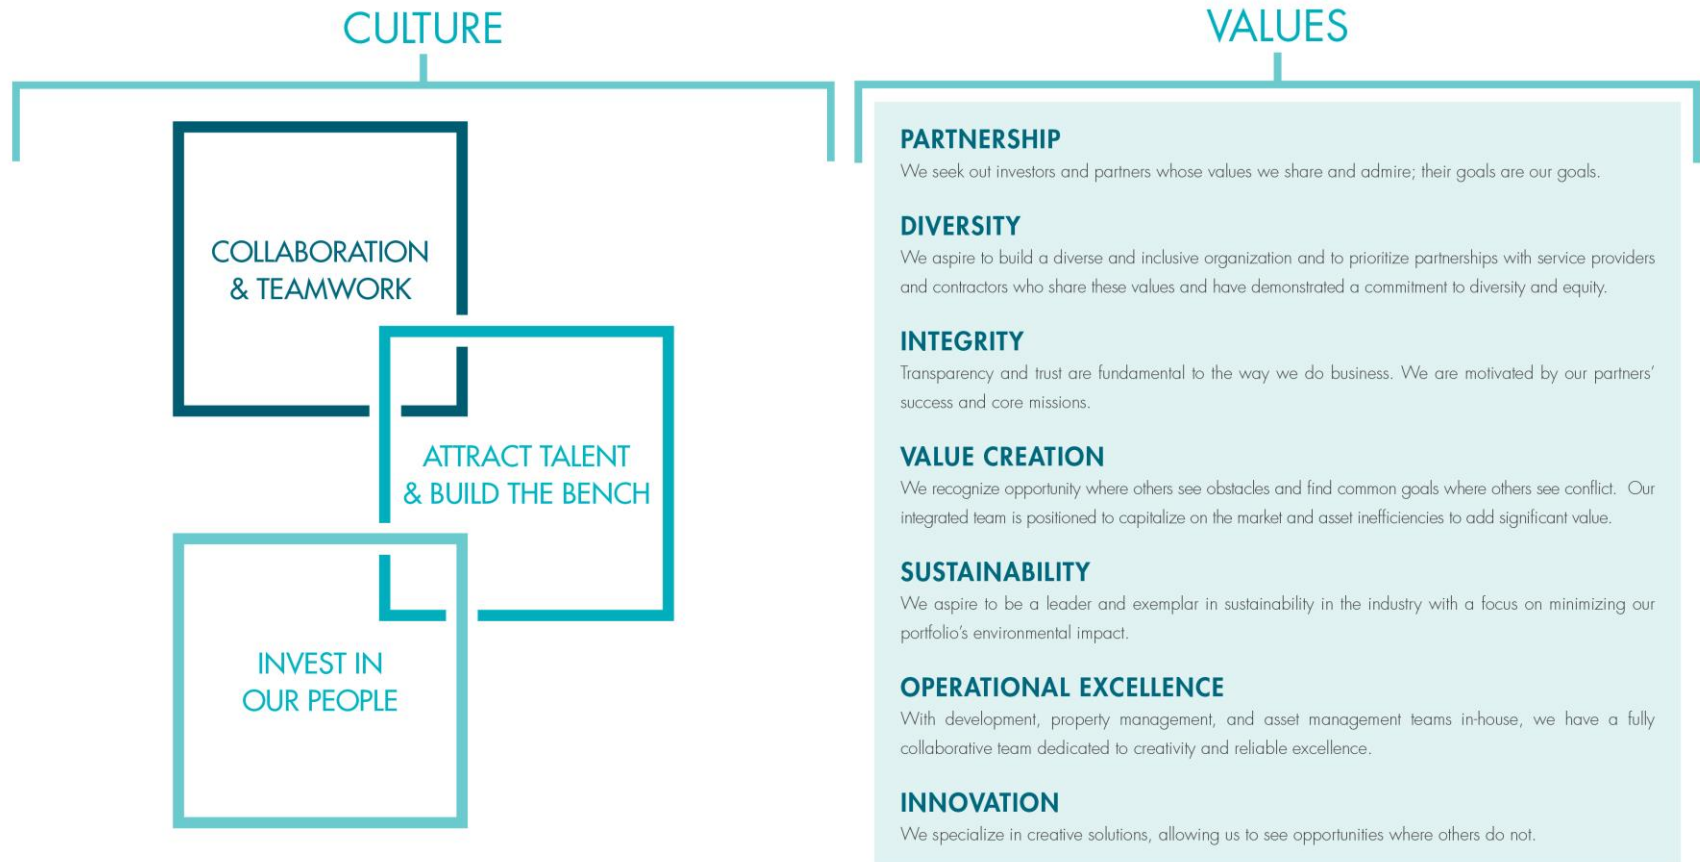 CULTURE
COLLABORATION
& TEAMWORK
ATTRACT TALENT
& BUILD THE BENCH
INVEST IN
OUR PEOPLE
VALUES
PARTNERSHIP
We seek out investors and partners whose values we share and admire; their goals are our goals.
DIVERSITY
We aspire to build a diverse and inclusive organization and to prioritize partnerships with service providers
and contractors who share these values and have demonstrated a commitment to diversity and equity.
INTEGRITY
Transparency and trust are fundamental to the way we do business. We are motivated by our partners’
success and core missions.
VALUE CREATION
We recognize opportunity where others see obstacles and find common goals where others see conflict. Our
integrated team is positioned to capitalize on the market and asset inefficiencies to add significant value.
SUSTAINABILITY
We aspire to be a leader and exemplar in sustainability in the industry with a focus on minimizing our
portfolio’s environmental impact.
OPERATIONAL EXCELLENCE
With development, property management, and asset management teams in-house, we have a fully
collaborative team dedicated to creativity and reliable excellence.
INNOVATION
We specialize in creative solutions, allowing us to see opportunities where others do not.